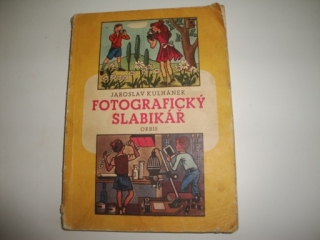 JAROSLAV KULHÁNEK
FOTOGRAFICKÝ
SLABIKÁŘ
ORBIS